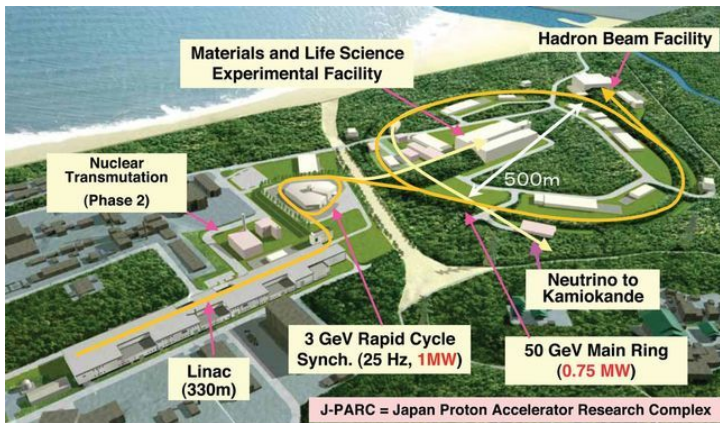 Hadron Beam Facility
Materials and Life Science
Experimental Facility
Nuclear
Transmutation
(Phase 2)
500m
Neutrino to
Kamiokande
Linac
(330m)
3 GeV Rapid Cycle
Synch. (25 Hz, 1MW)
50 GeV Main Ring
(0.75 MW)
J-PARC = Japan Proton Accelerator Research Complex